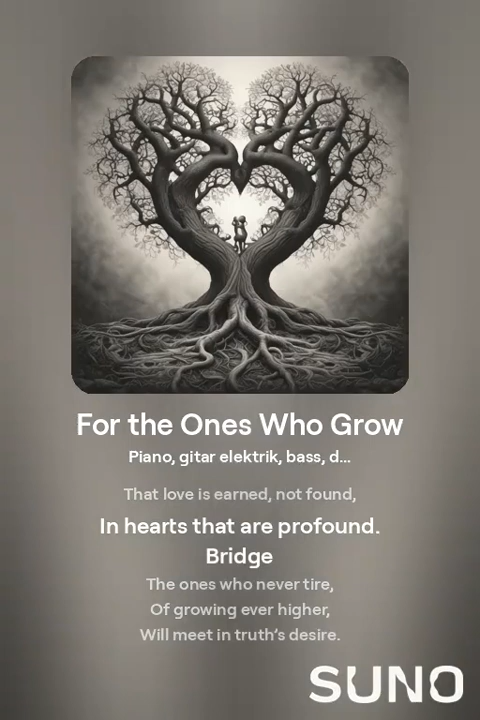 For the Ones Who Grow
Piano, gitar elektrik, bass, d...
That love is earned, not found,
In hearts that are profound.
Bridge
The ones who never tire,
Of growing ever higher,
Will meet in truth's desire.
SUNO